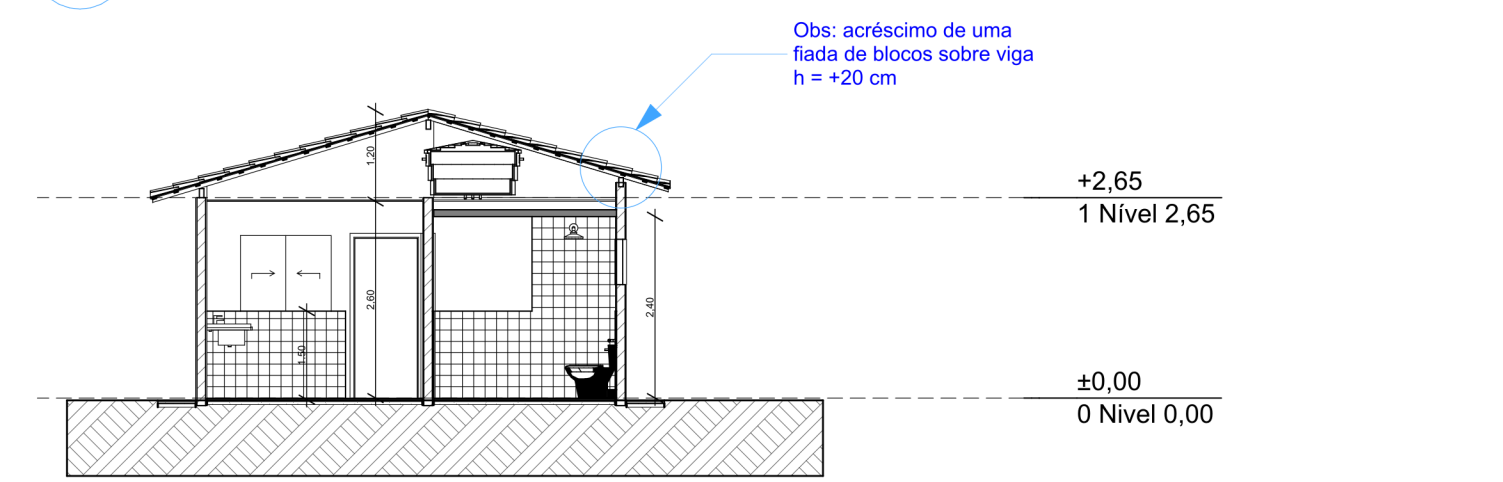 Obs: acréscimo de uma
fiada de blocos sobre viga
h = +20 cm
1,20
+2,65
1 Nível 2,65
2,60
2,40
1,50
±0,00
0 Nivel 0,00